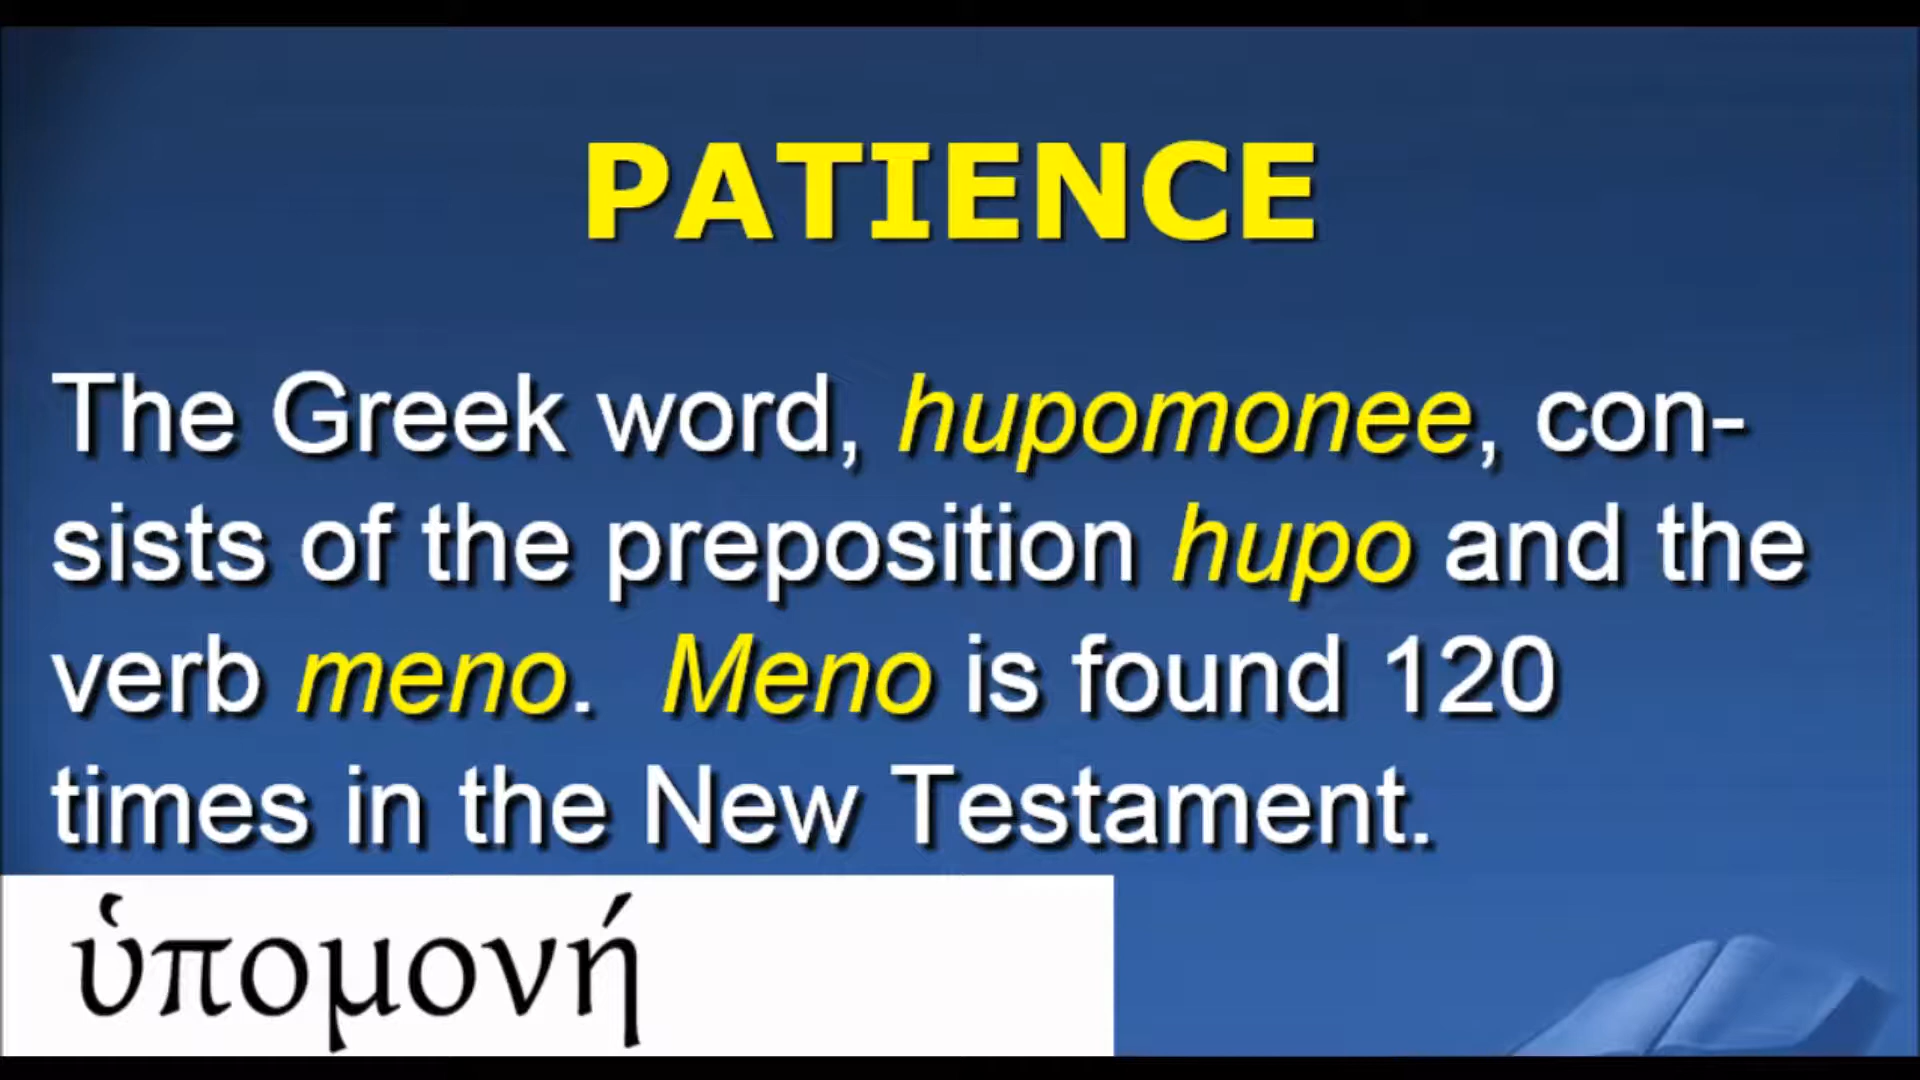 PATIENCE
The Greek word, hupomonee, con-
sists of the preposition hupo and the
verb meno.  Meno is found 120
times in the New Testament.
ὑπομονή